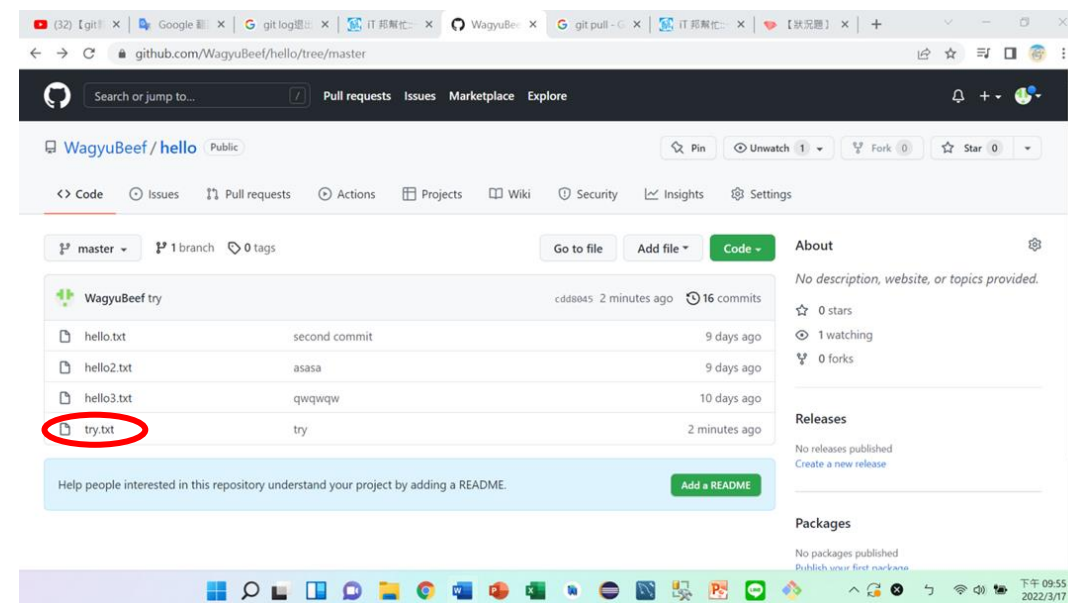 (32)【git
Google 翻
git log退出
iT 邦幫忙::
WagyuBee
git pull - G
iT 邦幫忙::
【狀況題】
github.com/WagyuBeef/hello/tree/master
Search or jump to...
/
Pull requests Issues Marketplace Explore
WagyuBeef / hello Public
Pin
Unwatch 1
Fork 0
Star 0
Code Issues Pull requests Actions Projects Wiki Security Insights Settings
master 1 branch 0 tags
Go to file Add file Code
WagyuBeef try cdd8045 2 minutes ago 16 commits
hello.txt second commit 9 days ago
hello2.txt asasa 9 days ago
hello3.txt qwqwqw 10 days ago
try.txt try 2 minutes ago
Help people interested in this repository understand your project by adding a README. Add a README
About
No description, website, or topics provided.
0 stars
1 watching
0 forks
Releases
No releases published
Create a new release
Packages
No packages published
Publish your first package
下午 09:55
2022/3/17